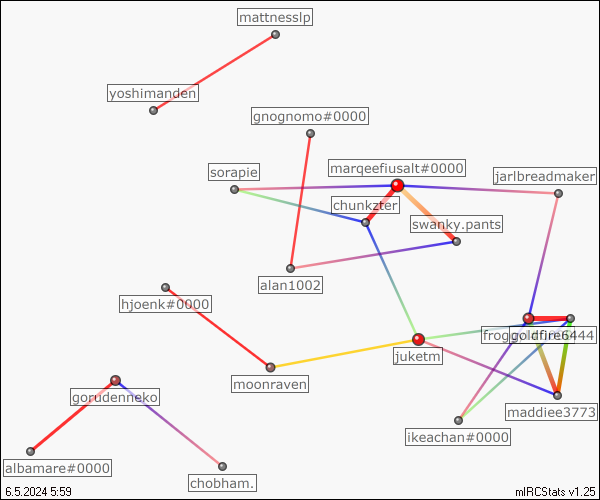 mattnesslp
yoshimanden
gnognomo#0000
marqeefiusalt#0000
sorapie
jarlbreadmaker
chunkzter
swanky.pants
alan1002
hjoenk#0000
juketm
moonraven
gorudenneko
maddiee3773
ikeachan#0000
albamare#0000
chobham.
6.5.2024 5:59
mIRCStats v1.25